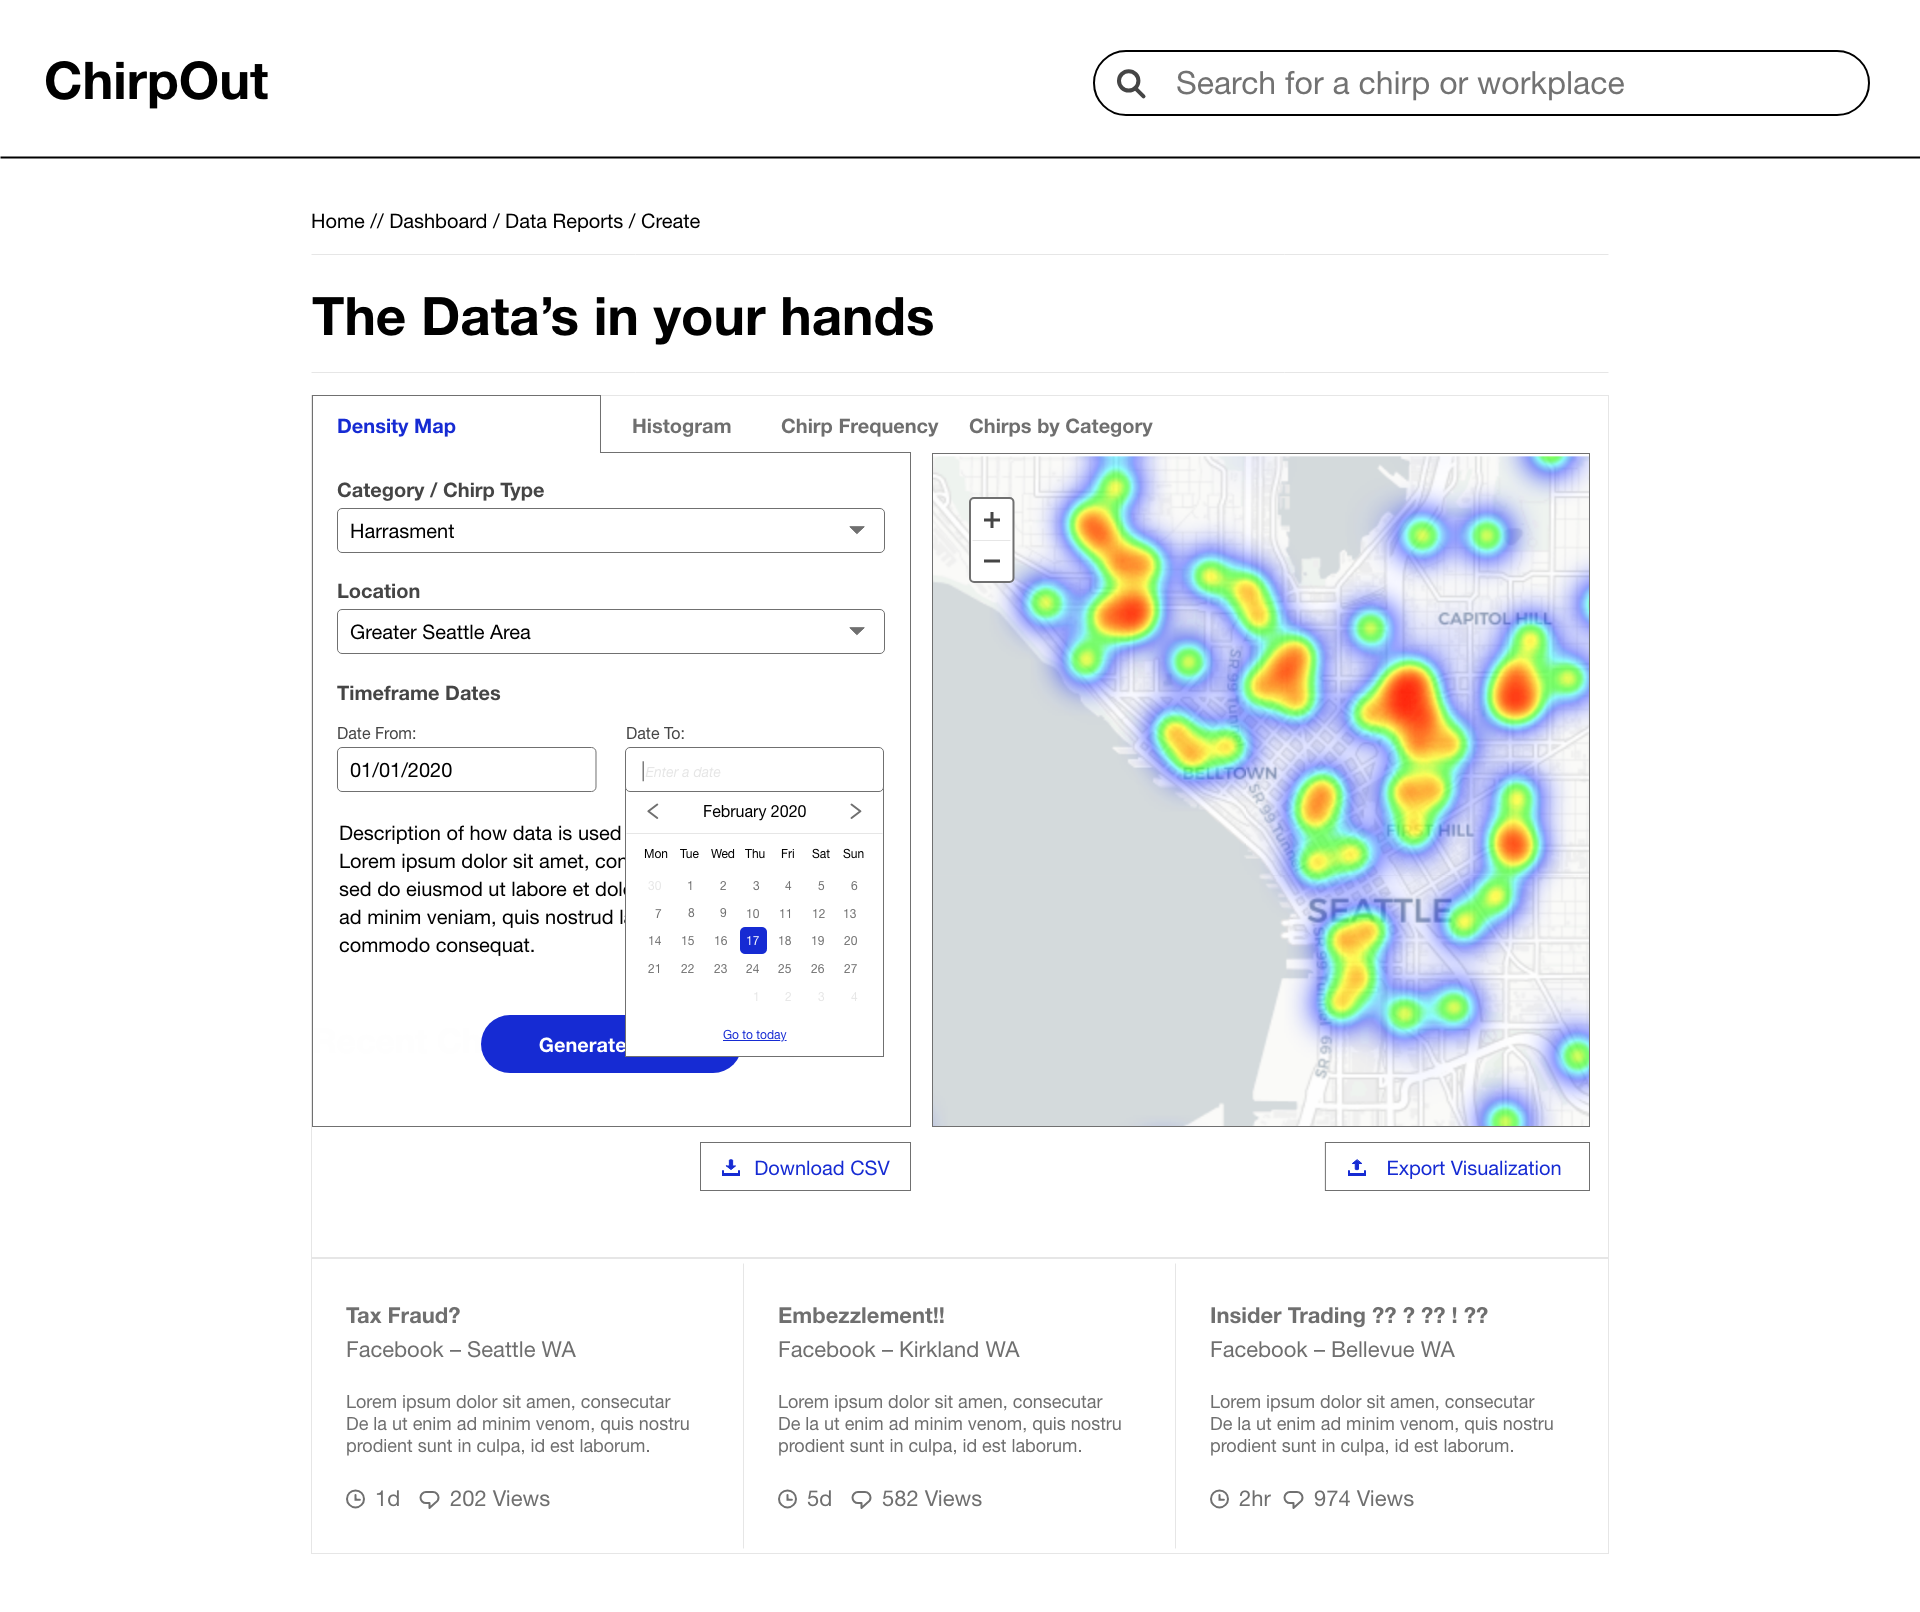 ChirpOut
Search for a chirp or workplace
Home // Dashboard / Data Reports / Create
The Data’s in your hands
Density Map
Histogram
Chirp Frequency
Chirps by Category
Category / Chirp Type
Harrasment
Location
Greater Seattle Area
Timeframe Dates
Date From:
01/01/2020
Date To:
Enter a date
February 2020
Mon Tue Wed Thu Fri Sat Sun
30 1 2 3 4 5 6
7 8 9 10 11 12 13
14 15 16 17 18 19 20
21 22 23 24 25 26 27
1 2 3 4
Go to today
Description of how data is used
Lorem ipsum dolor sit amet, con
sed do eiusmod ut labore et dolo
ad minim veniam, quis nostrud la
commodo consequat.
Generate
+
−
CAPITOL HILL
SR 99 Tunnel
BELLTOWN
SR 99 Tunnel
FIRST HILL
SEATTLE
SR 99
Download CSV
Export Visualization
Tax Fraud?
Facebook – Seattle WA
Lorem ipsum dolor sit amen, consecutar
De la ut enim ad minim venom, quis nostru
prodient sunt in culpa, id est laborum.
1d 202 Views
Embezzlement!!
Facebook – Kirkland WA
Lorem ipsum dolor sit amen, consecutar
De la ut enim ad minim venom, quis nostru
prodient sunt in culpa, id est laborum.
5d 582 Views
Insider Trading ?? ? ?? ! ??
Facebook – Bellevue WA
Lorem ipsum dolor sit amen, consecutar
De la ut enim ad minim venom, quis nostru
prodient sunt in culpa, id est laborum.
2hr 974 Views